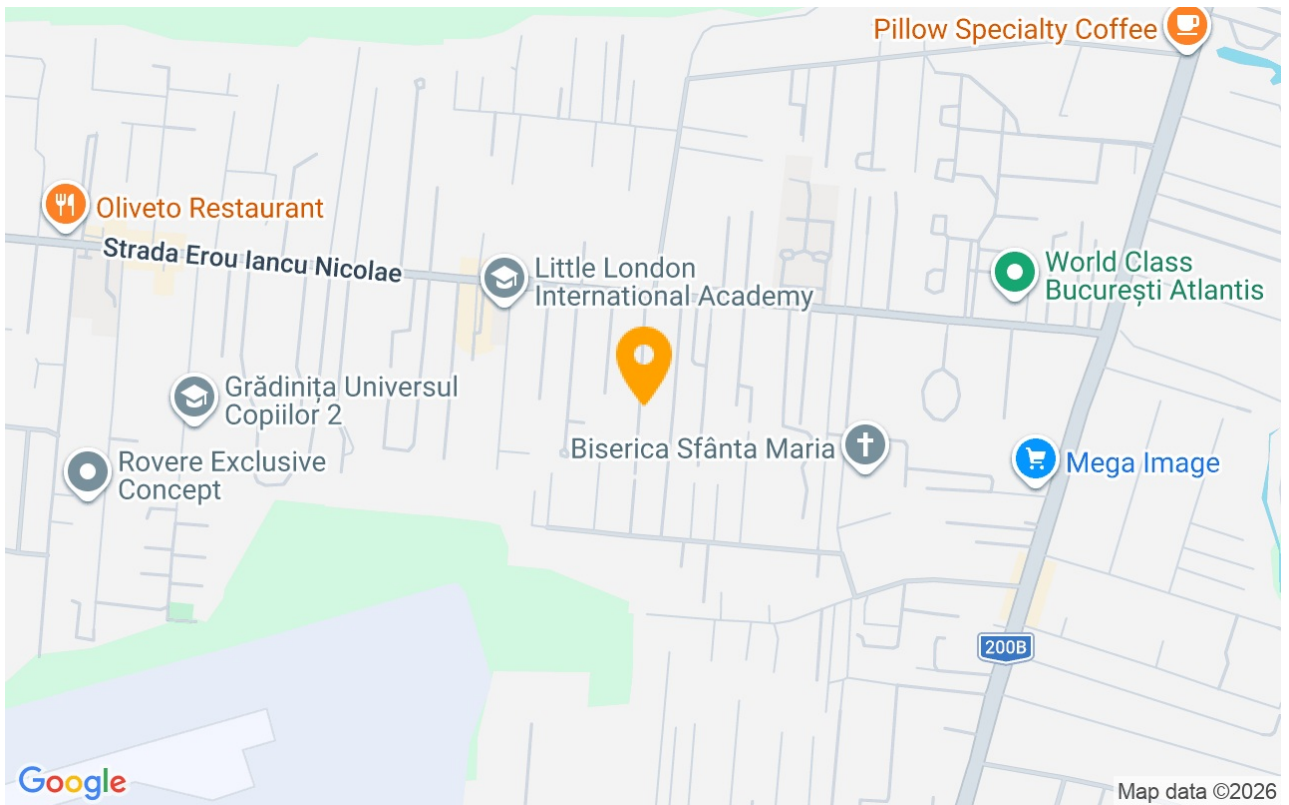 Pillow Specialty Coffee
Oliveto Restaurant
Strada Erou Iancu Nicolae
Little London
International Academy
World Class
București Atlantis
Grădinița Universul
Copiilor 2
Biserica Sfânta Maria
Rovere Exclusive
Concept
Mega Image
200B
Google
Map data ©2026